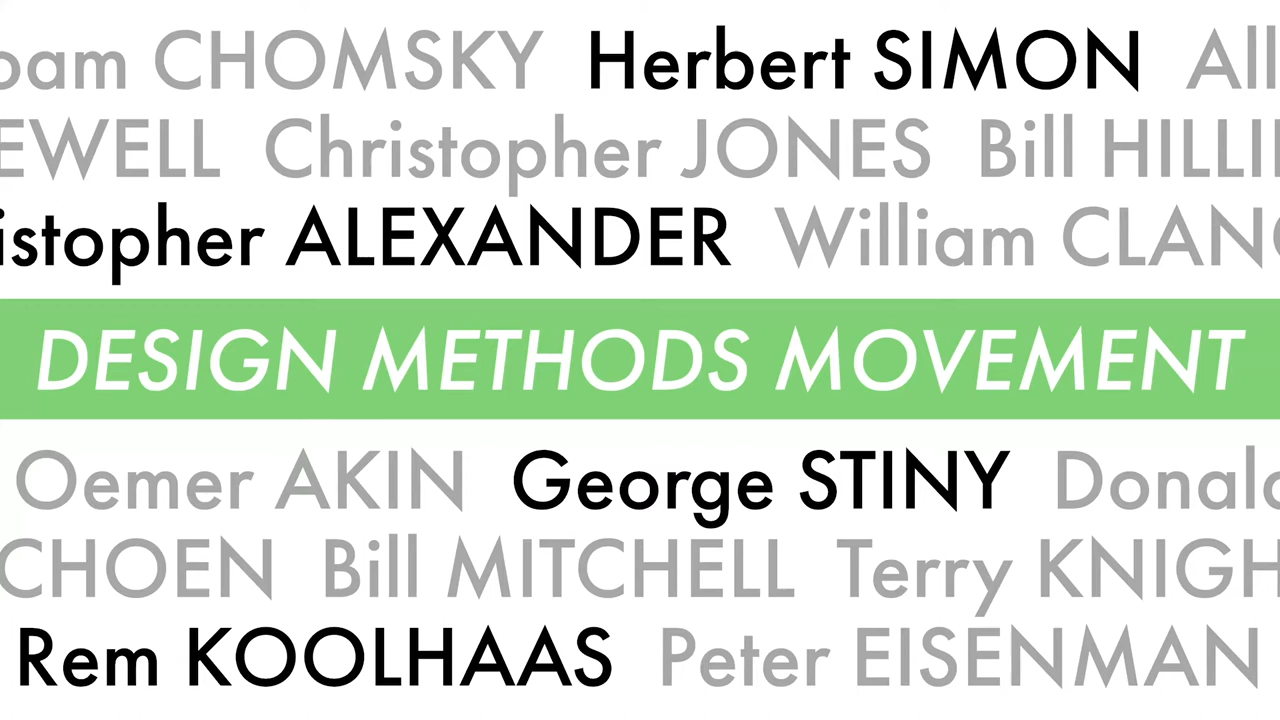 oam CHOMSKY Herbert SIMON All
EWELL Christopher JONES Bill HILLI
istopher ALEXANDER William CLANC
DESIGN METHODS MOVEMENT
Oemer AKIN George STINY Donald
CHOEN Bill MITCHELL Terry KNIGH
Rem KOOLHAAS Peter EISENMAN